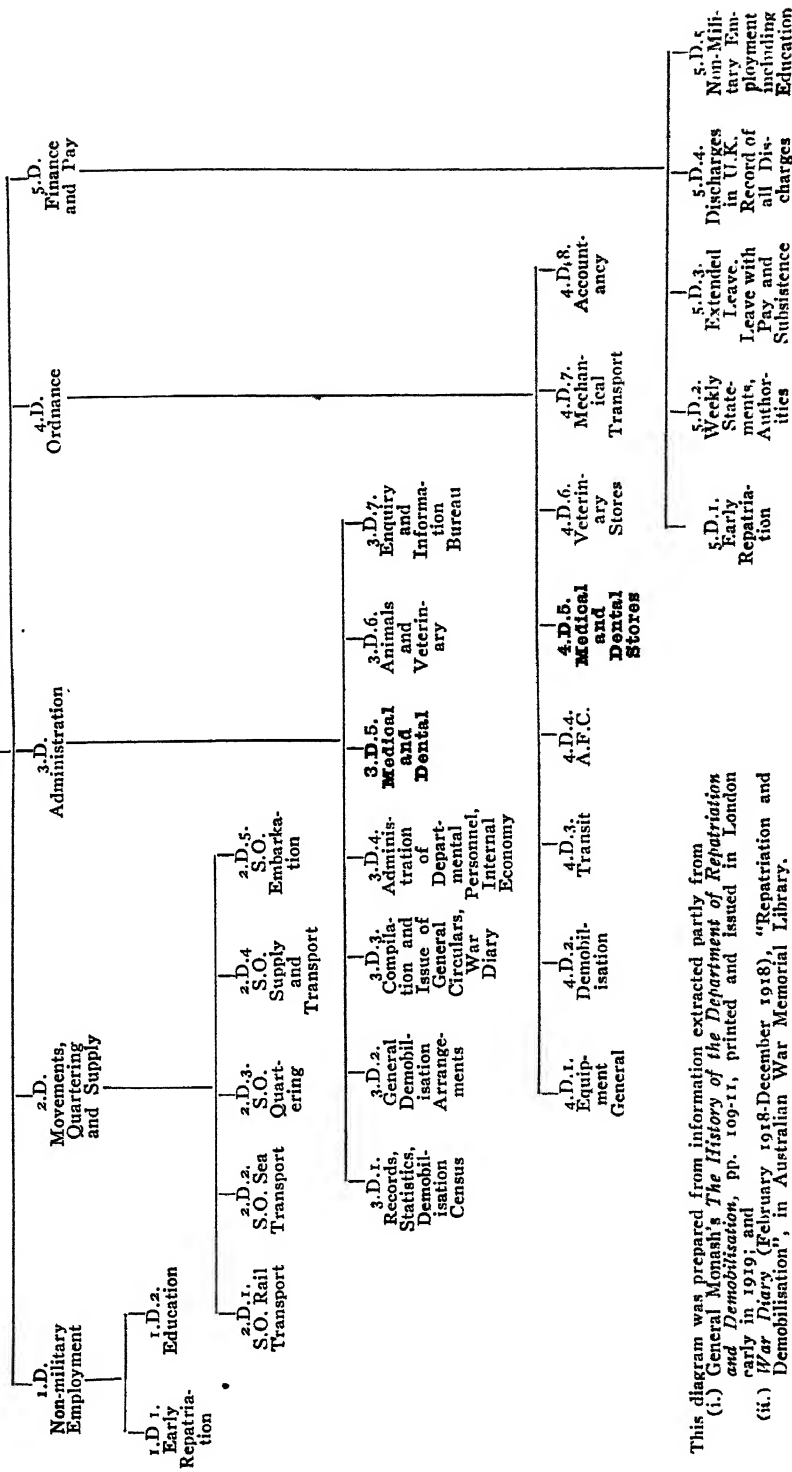 1.D.
Non-military
Employment
2.D.
Movements,
Quartering
and Supply
3.D.
Administration
4.D.
Ordnance
5.D.
Finance
and Pay
1.D 1.
Early
Repatria-
tion
1.D.2.
Education
2.D.1.
S.O. Rail
Transport
2.D.2.
S.O. Sea
Transport
2.D.3.
S.O.
Quart-
ering
2.D.4
S.O.
Supply
and
Transport
2.D.5.
S.O.
Embarka-
tion
3.D.1.
Records,
Statistics,
Demobil-
isation
Census
3.D.2.
General
Demobil-
isation
Arrange-
ments
3.D.3.
Compila-
tion and
Issue of
General
Circulars,
War
Diary
3.D.4.
Adminis-
tration
of
Depart-
mental
Personnel,
Internal
Economy
3.D.5.
Medical
and
Dental
3.D.6.
Animals
and
Veterin-
ary
3.D.7.
Enquiry
and
Informa-
tion
Bureau
4.D.1.
Equip-
ment
General
4.D.2.
Demobil-
isation
4.D.3.
Transit
4.D.4.
A.F.C.
4.D.5.
Medical
and
Dental
Stores
4.D.6.
Veterin-
ary
Stores
4.D.7.
Mechan-
ical
Transport
4.D.8.
Account-
ancy
5.D.1.
Early
Repatria-
tion
5.D.2.
Weekly
State-
ments,
Author-
ities
5.D.3.
Extended
Leave.
Leave with
Pay and
Subsistence
5.D.4.
Discharges
in U.K.
Record of
all Dis-
charges
5.D.5
Non-Mili-
tary Em-
ployment
including
Education
This diagram was prepared from information extracted partly from
(i.) General Monash's The History of the Department of Repatriation
and Demobilisation, pp. 109-11, printed and issued in London
early in 1919; and
(ii.) War Diary (February 1918-December 1918), "Repatriation and
Demobilisation", in Australian War Memorial Library.